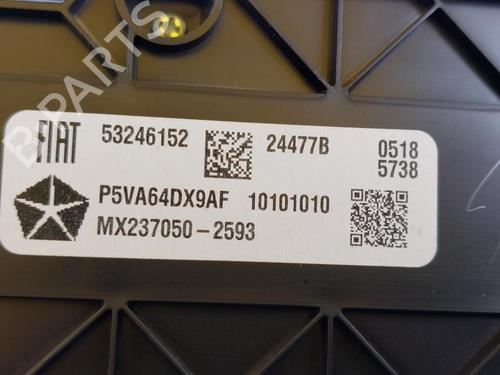 B-PARTS
FIAT 53246152 24477B 0518
5738
P5VA64DX9AF 10101010
MX237050-2593